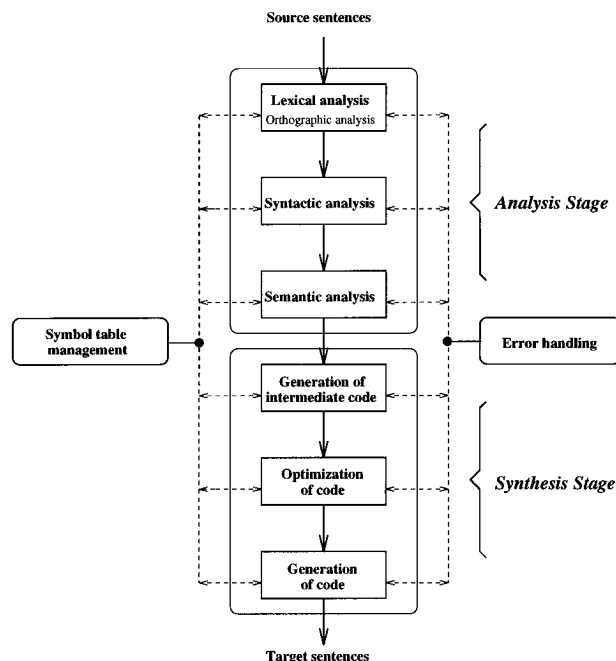 Source sentences
Lexical analysis
Orthographic analysis
Syntactic analysis
Analysis Stage
Semantic analysis
Symbol table
management
Error handling
Generation of
intermediate code
Optimization
of code
Synthesis Stage
Generation
of code
Target sentences